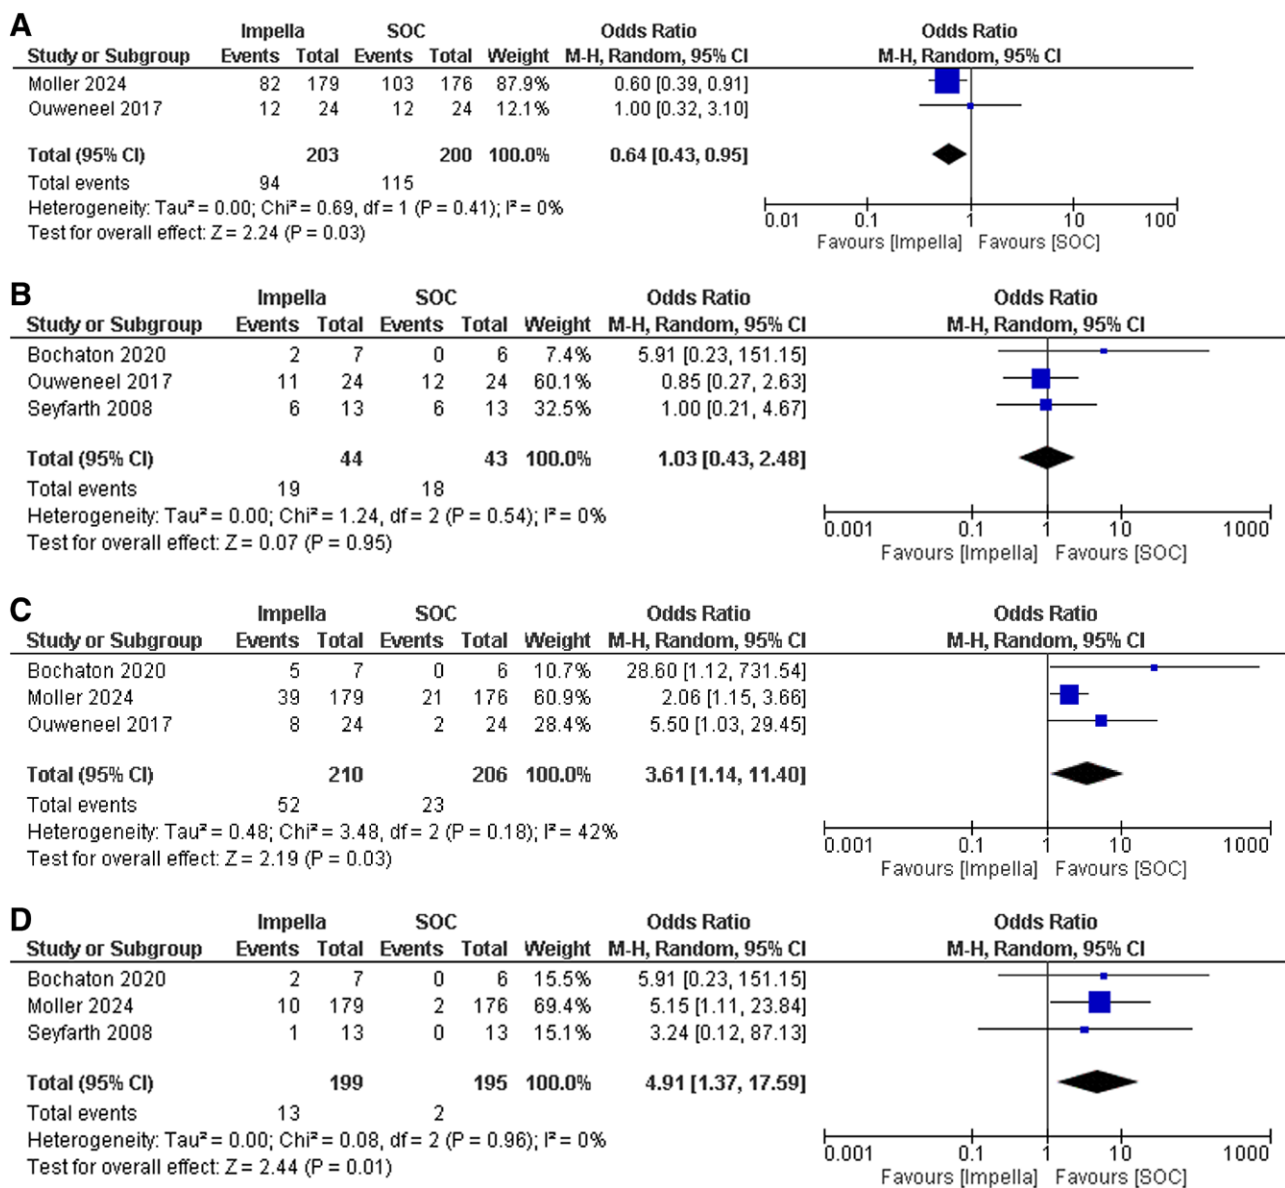 A
Impella SOC Odds Ratio Odds Ratio
Study or Subgroup Events Total Events Total Weight M-H, Random, 95% CI M-H, Random, 95% CI
Moller 2024 82 179 103 176 87.9% 0.60 [0.39, 0.91]
Ouweneel 2017 12 24 12 24 12.1% 1.00 [0.32, 3.10]
Total (95% CI) 203 200 100.0% 0.64 [0.43, 0.95]
Total events 94 115
Heterogeneity: Tau² = 0.00; Chi² = 0.69, df = 1 (P = 0.41); I² = 0%
Test for overall effect: Z = 2.24 (P = 0.03)
0.01 0.1 1 10 100
Favours [Impella] Favours [SOC]
B
Impella SOC Odds Ratio Odds Ratio
Study or Subgroup Events Total Events Total Weight M-H, Random, 95% CI M-H, Random, 95% CI
Bochaton 2020 2 7 0 6 7.4% 5.91 [0.23, 151.15]
Ouweneel 2017 11 24 12 24 60.1% 0.85 [0.27, 2.63]
Seyfarth 2008 6 13 6 13 32.5% 1.00 [0.21, 4.67]
Total (95% CI) 44 43 100.0% 1.03 [0.43, 2.48]
Total events 19 18
Heterogeneity: Tau² = 0.00; Chi² = 1.24, df = 2 (P = 0.54); I² = 0%
Test for overall effect: Z = 0.07 (P = 0.95)
0.001 0.1 1 10 1000
Favours [Impella] Favours [SOC]
C
Impella SOC Odds Ratio Odds Ratio
Study or Subgroup Events Total Events Total Weight M-H, Random, 95% CI M-H, Random, 95% CI
Bochaton 2020 5 7 0 6 10.7% 28.60 [1.12, 731.54]
Moller 2024 39 179 21 176 60.9% 2.06 [1.15, 3.66]
Ouweneel 2017 8 24 2 24 28.4% 5.50 [1.03, 29.45]
Total (95% CI) 210 206 100.0% 3.61 [1.14, 11.40]
Total events 52 23
Heterogeneity: Tau² = 0.48; Chi² = 3.48, df = 2 (P = 0.18); I² = 42%
Test for overall effect: Z = 2.19 (P = 0.03)
0.001 0.1 1 10 1000
Favours [Impella] Favours [SOC]
D
Impella SOC Odds Ratio Odds Ratio
Study or Subgroup Events Total Events Total Weight M-H, Random, 95% CI M-H, Random, 95% CI
Bochaton 2020 2 7 0 6 15.5% 5.91 [0.23, 151.15]
Moller 2024 10 179 2 176 69.4% 5.15 [1.11, 23.84]
Seyfarth 2008 1 13 0 13 15.1% 3.24 [0.12, 87.13]
Total (95% CI) 199 195 100.0% 4.91 [1.37, 17.59]
Total events 13 2
Heterogeneity: Tau² = 0.00; Chi² = 0.08, df = 2 (P = 0.96); I² = 0%
Test for overall effect: Z = 2.44 (P = 0.01)
0.001 0.1 1 10 1000
Favours [Impella] Favours [SOC]